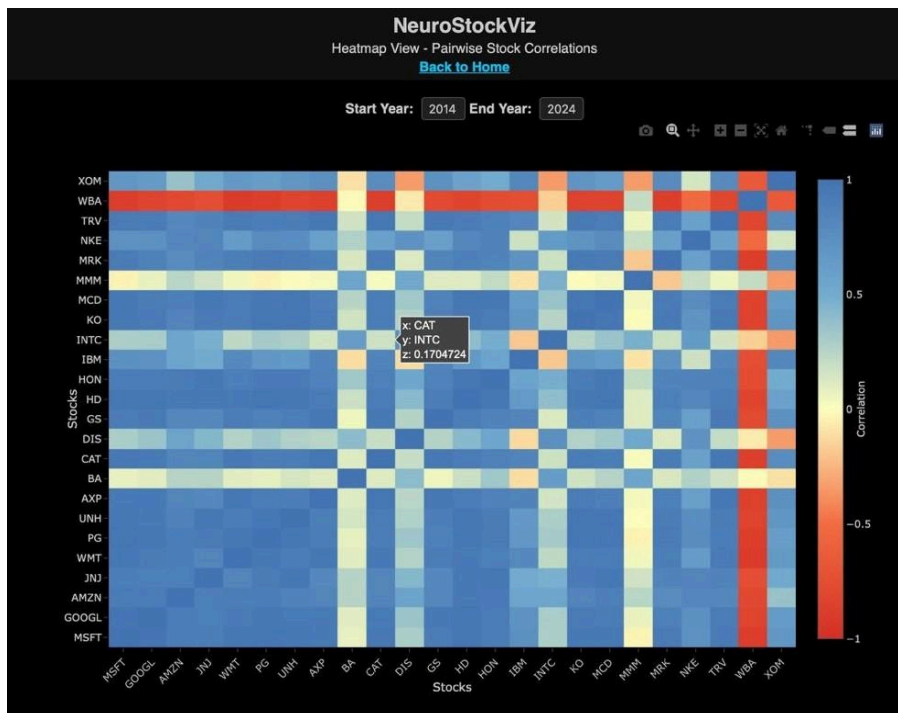 NeuroStockViz
Heatmap View - Pairwise Stock Correlations
Back to Home
Start Year: 2014 End Year: 2024
XOM
WBA
TRV
NKE
MRK
MMM
MCD
KO
INTC
IBM
HON
HD
GS
DIS
CAT
BA
AXP
UNH
PG
WMT
JNJ
AMZN
GOOGL
MSFT
Stocks
x: CAT
y: INTC
z: 0.1704724
1
0.5
0
−0.5
−1
Correlation
MSFT GOOGL AMZN JNJ WMT PG UNH AXP BA CAT DIS GS HD HON IBM INTC KO MCD MMM MRK NKE TRV WBA XOM
Stocks